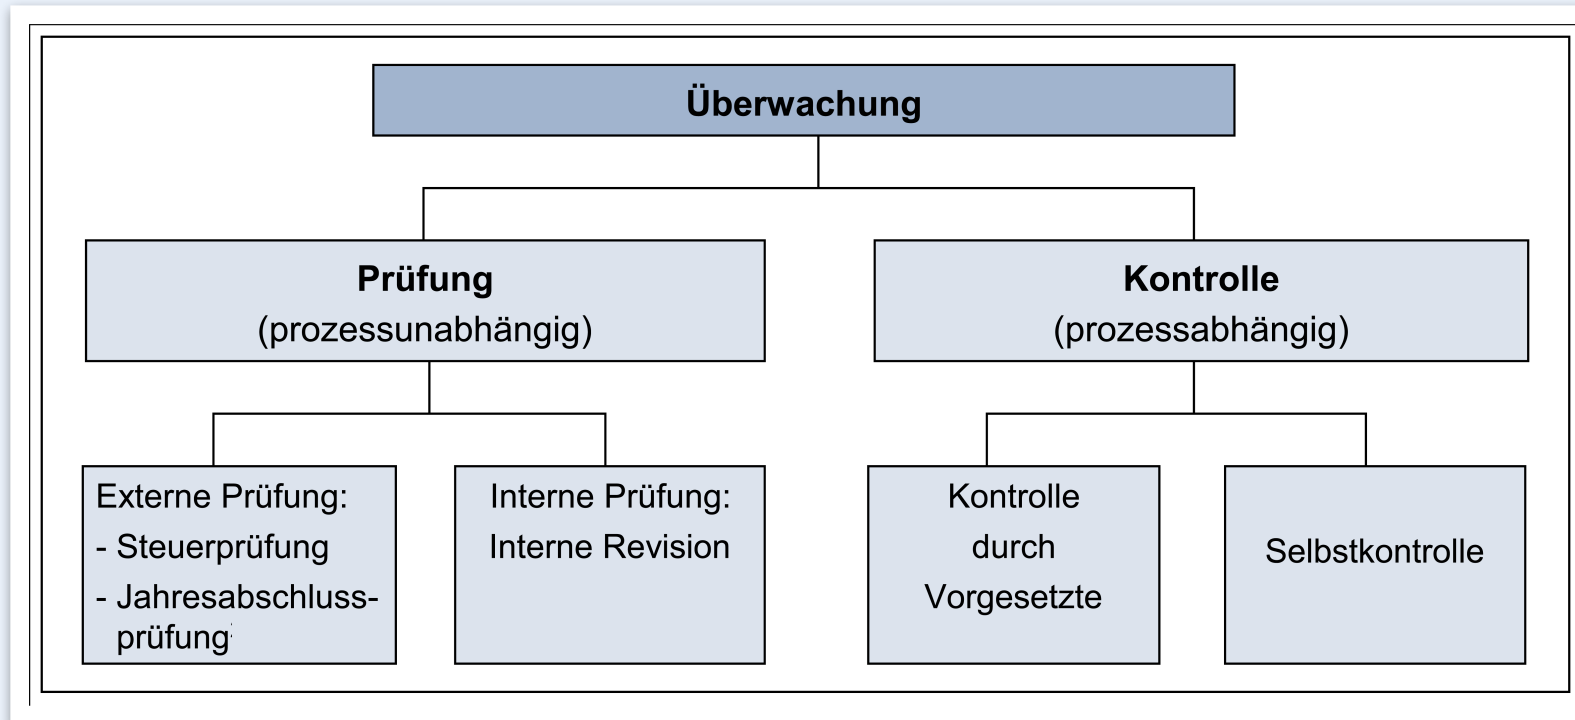 Überwachung
Prüfung
(prozessunabhängig)
Kontrolle
(prozessabhängig)
Externe Prüfung:
- Steuerprüfung
- Jahresabschluss-
prüfung
Interne Prüfung:
Interne Revision
Kontrolle
durch
Vorgesetzte
Selbstkontrolle